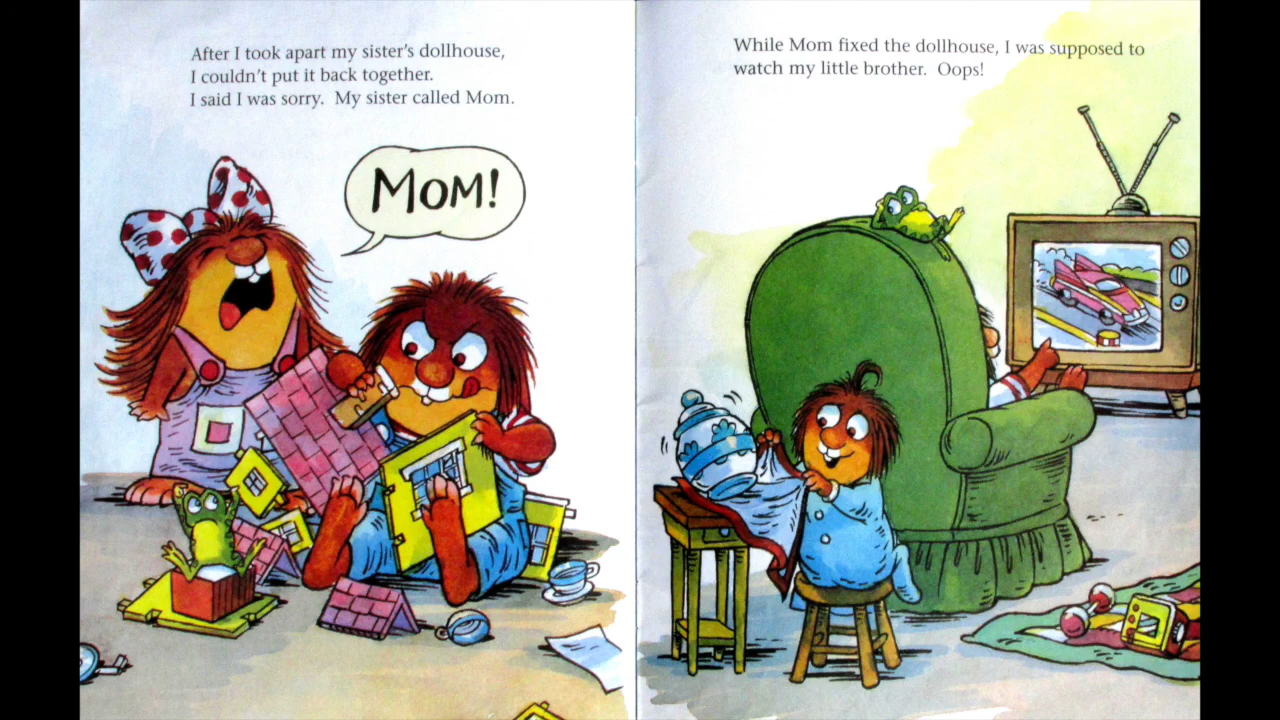 After I took apart my sister's dollhouse,
I couldn't put it back together.
I said I was sorry.  My sister called Mom.
MOM!
While Mom fixed the dollhouse, I was supposed to
watch my little brother.  Oops!